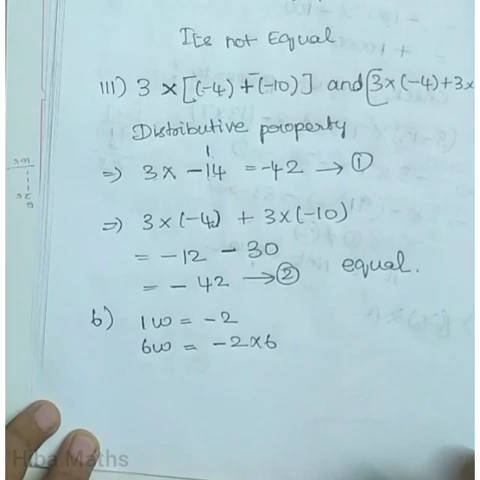 Its not Equal
III) 3 × [(-4) + (-10)] and [3×(-4)+3×
Distributive property
⇒ 3× -14 = -42 → ①
⇒ 3×(-4) + 3×(-10)
= -12 - 30
= - 42 → ② equal.
b) 1w = -2
6w = -2×6
Hiba Maths